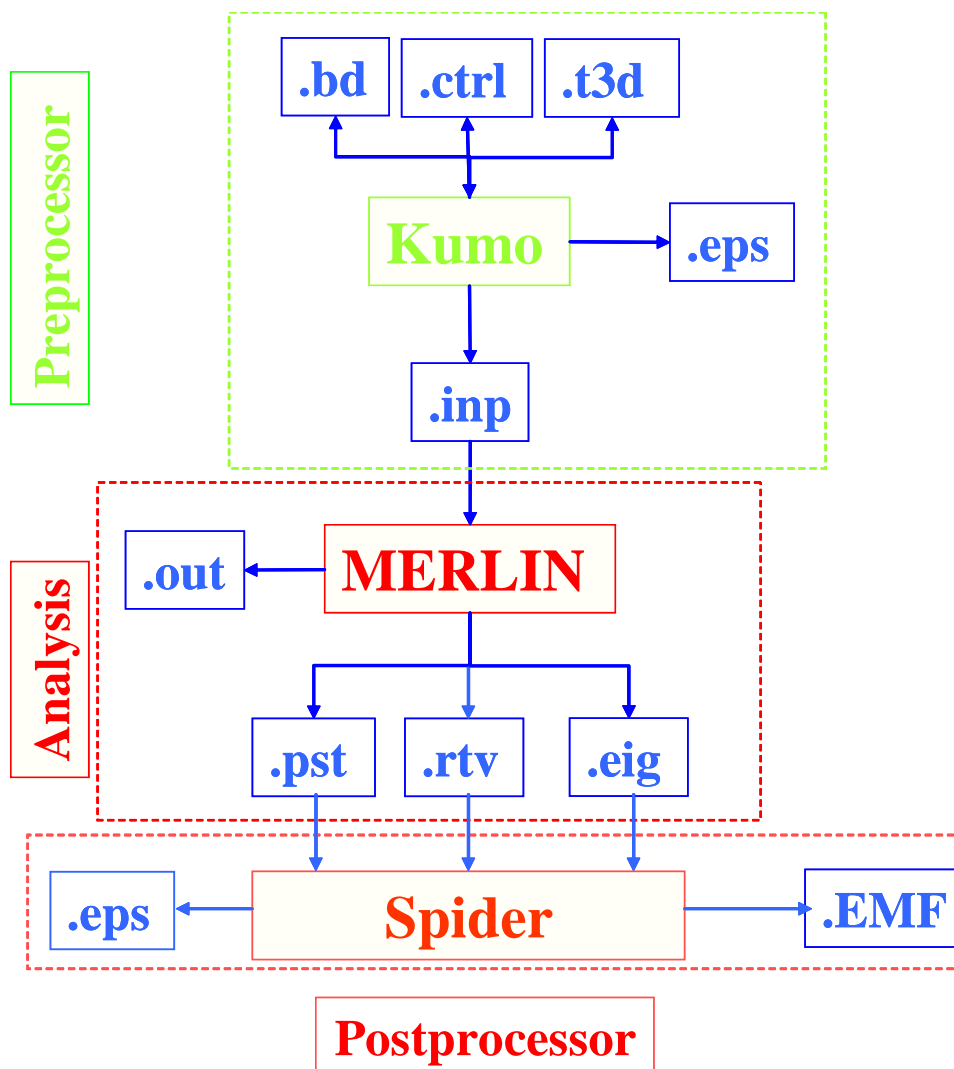 .bd
.ctrl
.t3d
Preprocessor
Kumo
.eps
.inp
MERLIN
.out
Analysis
.pst
.rtv
.eig
.eps
Spider
.EMF
Postprocessor